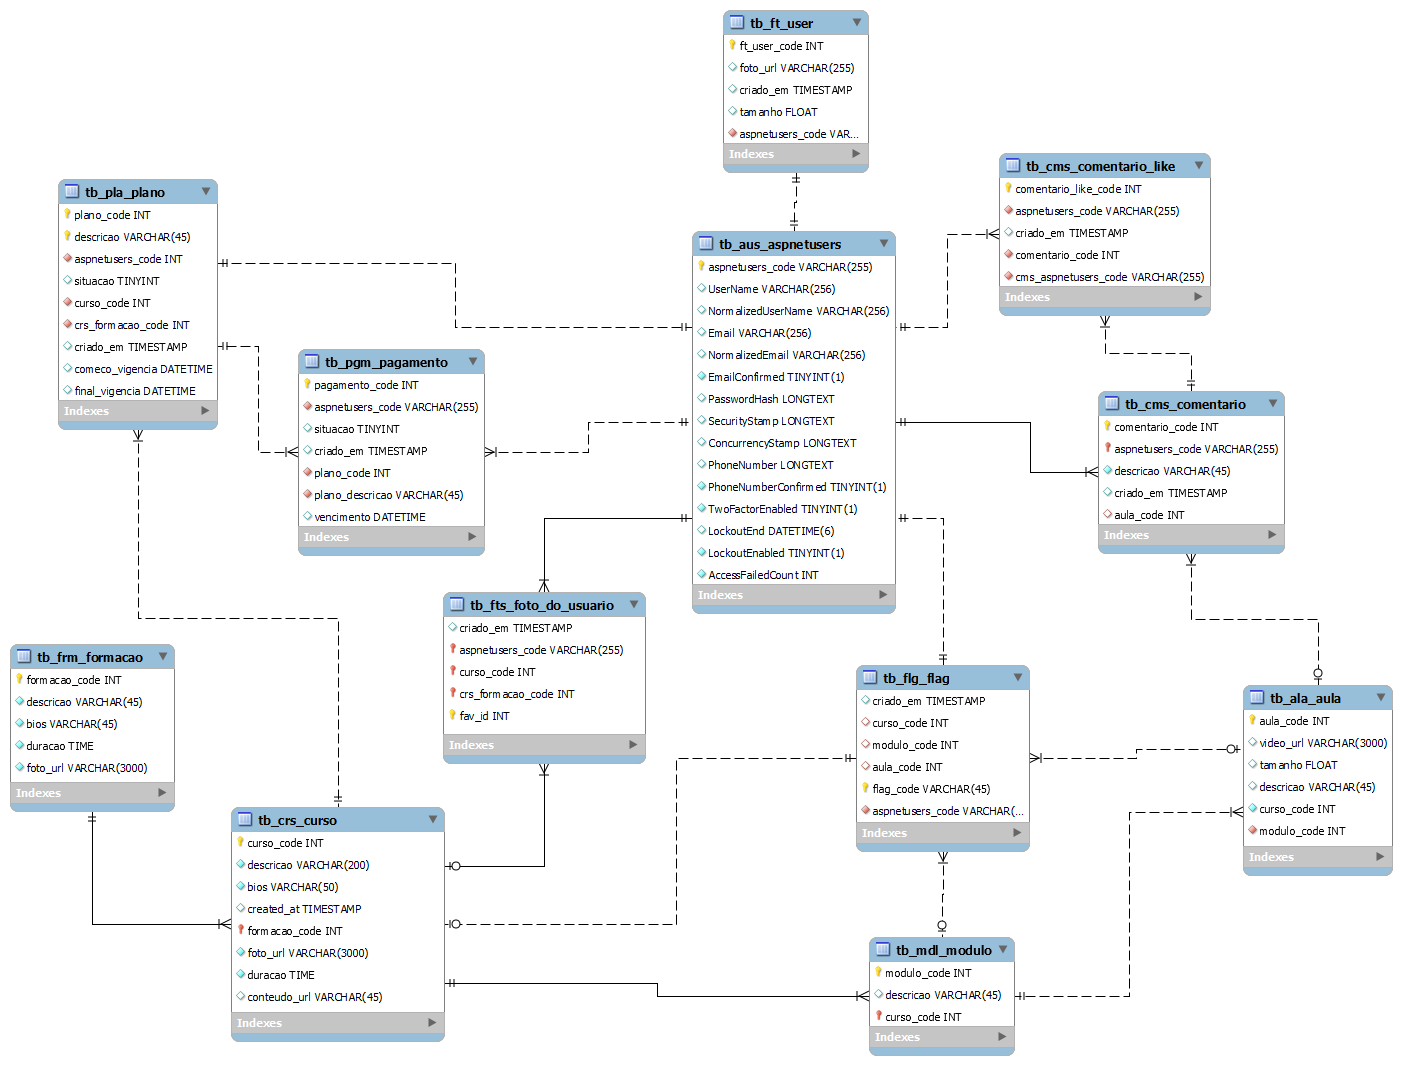 tb_ft_user
ft_user_code INT
foto_url VARCHAR(255)
criado_em TIMESTAMP
tamanho FLOAT
aspnetusers_code VAR...
Indexes
tb_cms_comentario_like
comentario_like_code INT
aspnetusers_code VARCHAR(255)
criado_em TIMESTAMP
comentario_code INT
cms_aspnetusers_code VARCHAR(255)
Indexes
tb_pla_plano
plano_code INT
descricao VARCHAR(45)
aspnetusers_code INT
situacao TINYINT
curso_code INT
crs_formacao_code INT
criado_em TIMESTAMP
comeco_vigencia DATETIME
final_vigencia DATETIME
Indexes
tb_aus_aspnetusers
aspnetusers_code VARCHAR(255)
UserName VARCHAR(256)
NormalizedUserName VARCHAR(256)
Email VARCHAR(256)
NormalizedEmail VARCHAR(256)
EmailConfirmed TINYINT(1)
PasswordHash LONGTEXT
SecurityStamp LONGTEXT
ConcurrencyStamp LONGTEXT
PhoneNumber LONGTEXT
PhoneNumberConfirmed TINYINT(1)
TwoFactorEnabled TINYINT(1)
LockoutEnd DATETIME(6)
LockoutEnabled TINYINT(1)
AccessFailedCount INT
Indexes
tb_pgm_pagamento
pagamento_code INT
aspnetusers_code VARCHAR(255)
situacao TINYINT
criado_em TIMESTAMP
plano_code INT
plano_descricao VARCHAR(45)
vencimento DATETIME
Indexes
tb_cms_comentario
comentario_code INT
aspnetusers_code VARCHAR(255)
descricao VARCHAR(45)
criado_em TIMESTAMP
aula_code INT
Indexes
tb_fts_foto_do_usuario
criado_em TIMESTAMP
aspnetusers_code VARCHAR(255)
curso_code INT
crs_formacao_code INT
fav_id INT
Indexes
tb_frm_formacao
formacao_code INT
descricao VARCHAR(45)
bios VARCHAR(45)
duracao TIME
foto_url VARCHAR(3000)
Indexes
tb_flg_flag
criado_em TIMESTAMP
curso_code INT
modulo_code INT
aula_code INT
flag_code VARCHAR(45)
aspnetusers_code VARCHAR(...
Indexes
tb_ala_aula
aula_code INT
video_url VARCHAR(3000)
tamanho FLOAT
descricao VARCHAR(45)
curso_code INT
modulo_code INT
Indexes
tb_crs_curso
curso_code INT
descricao VARCHAR(200)
bios VARCHAR(50)
created_at TIMESTAMP
formacao_code INT
foto_url VARCHAR(3000)
duracao TIME
conteudo_url VARCHAR(45)
Indexes
tb_mdl_modulo
modulo_code INT
descricao VARCHAR(45)
curso_code INT
Indexes